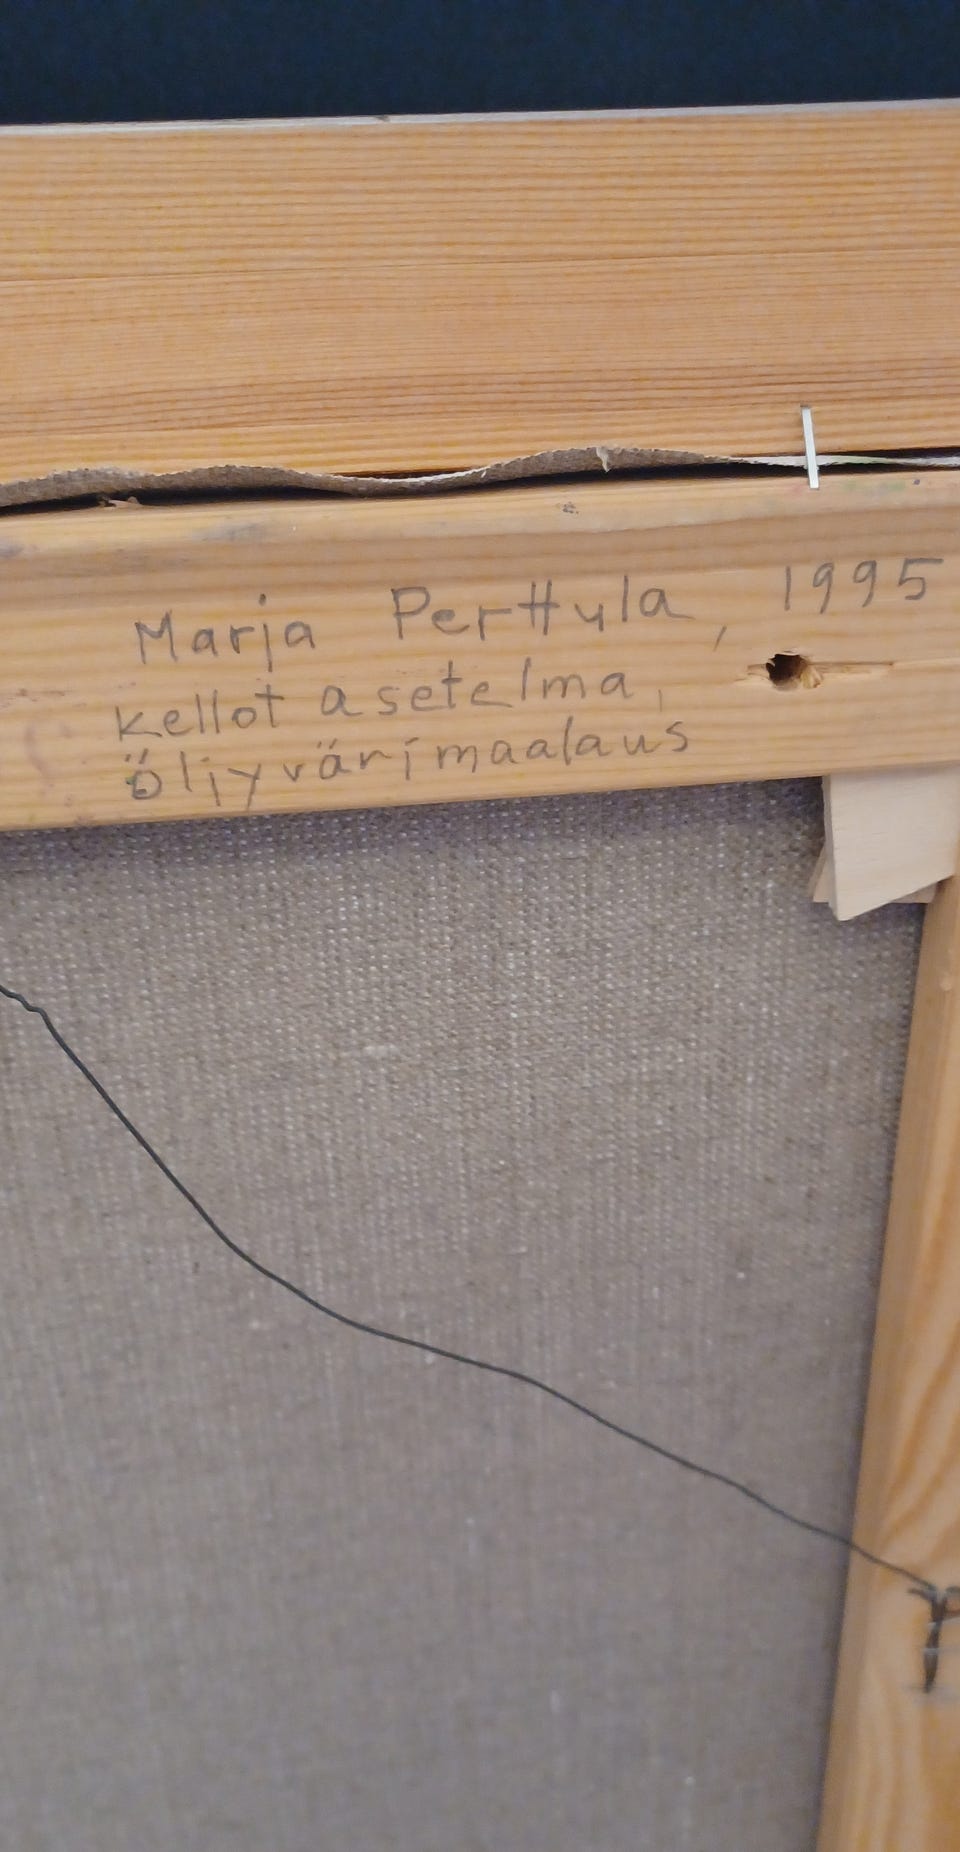 Marja Perttula, 1995
kellot asetelma,
öljyvärimaalaus